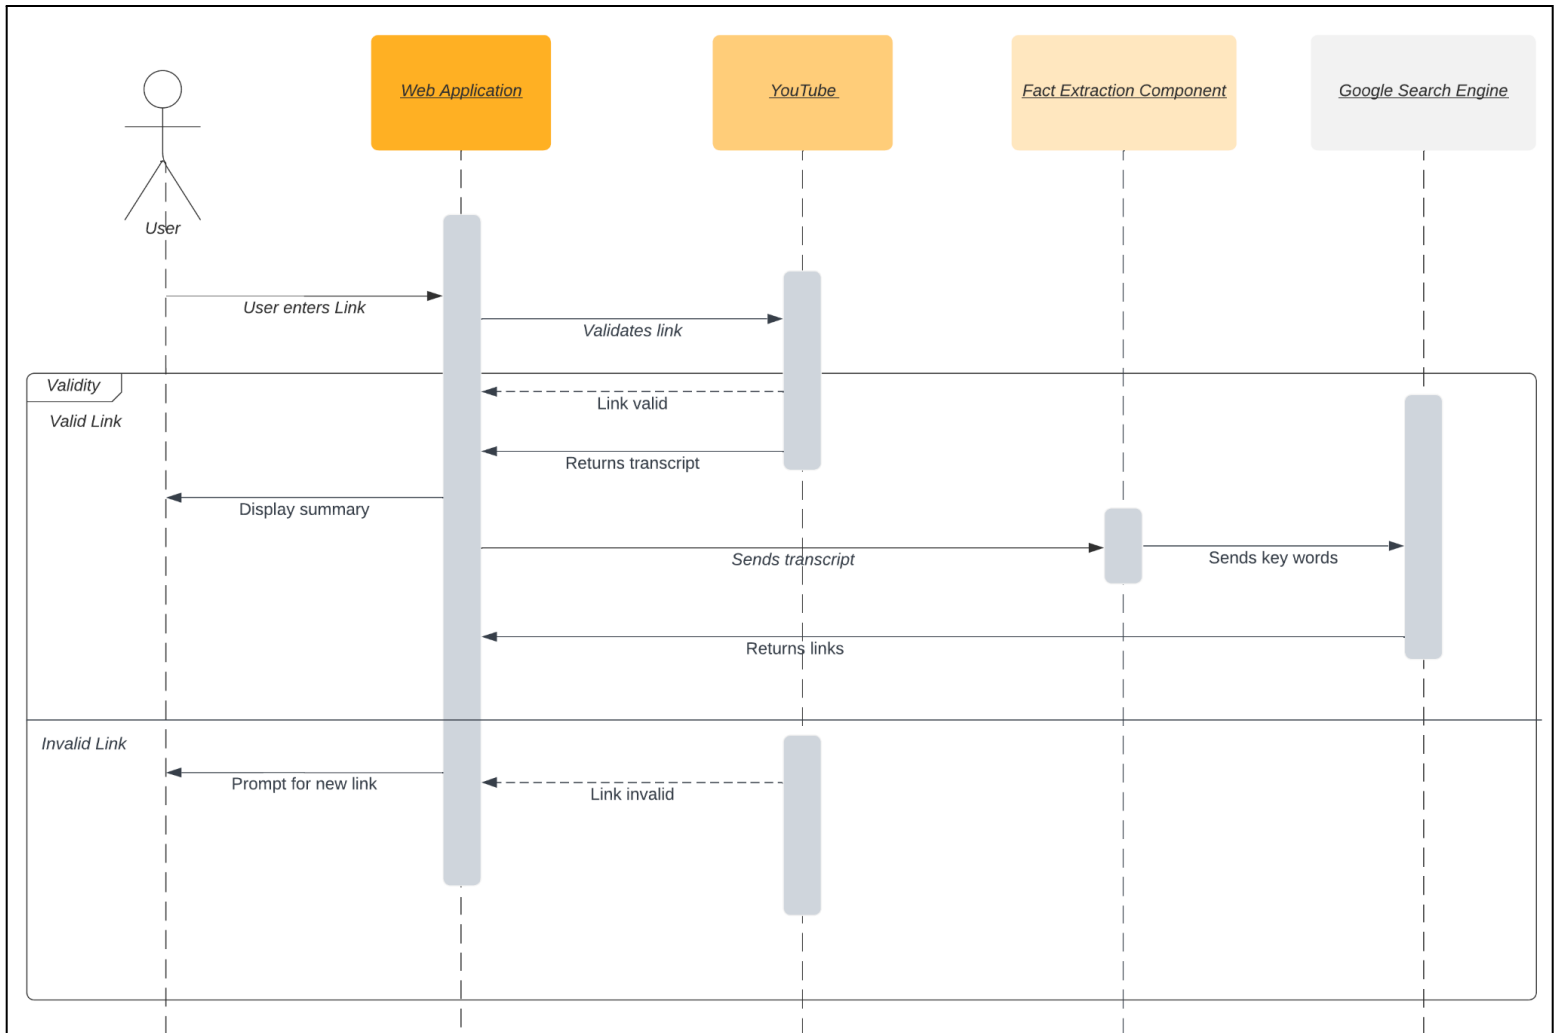 Web Application
YouTube
Fact Extraction Component
Google Search Engine
User
User enters Link
Validates link
Validity
Link valid
Valid Link
Returns transcript
Display summary
Sends transcript
Sends key words
Returns links
Invalid Link
Prompt for new link
Link invalid